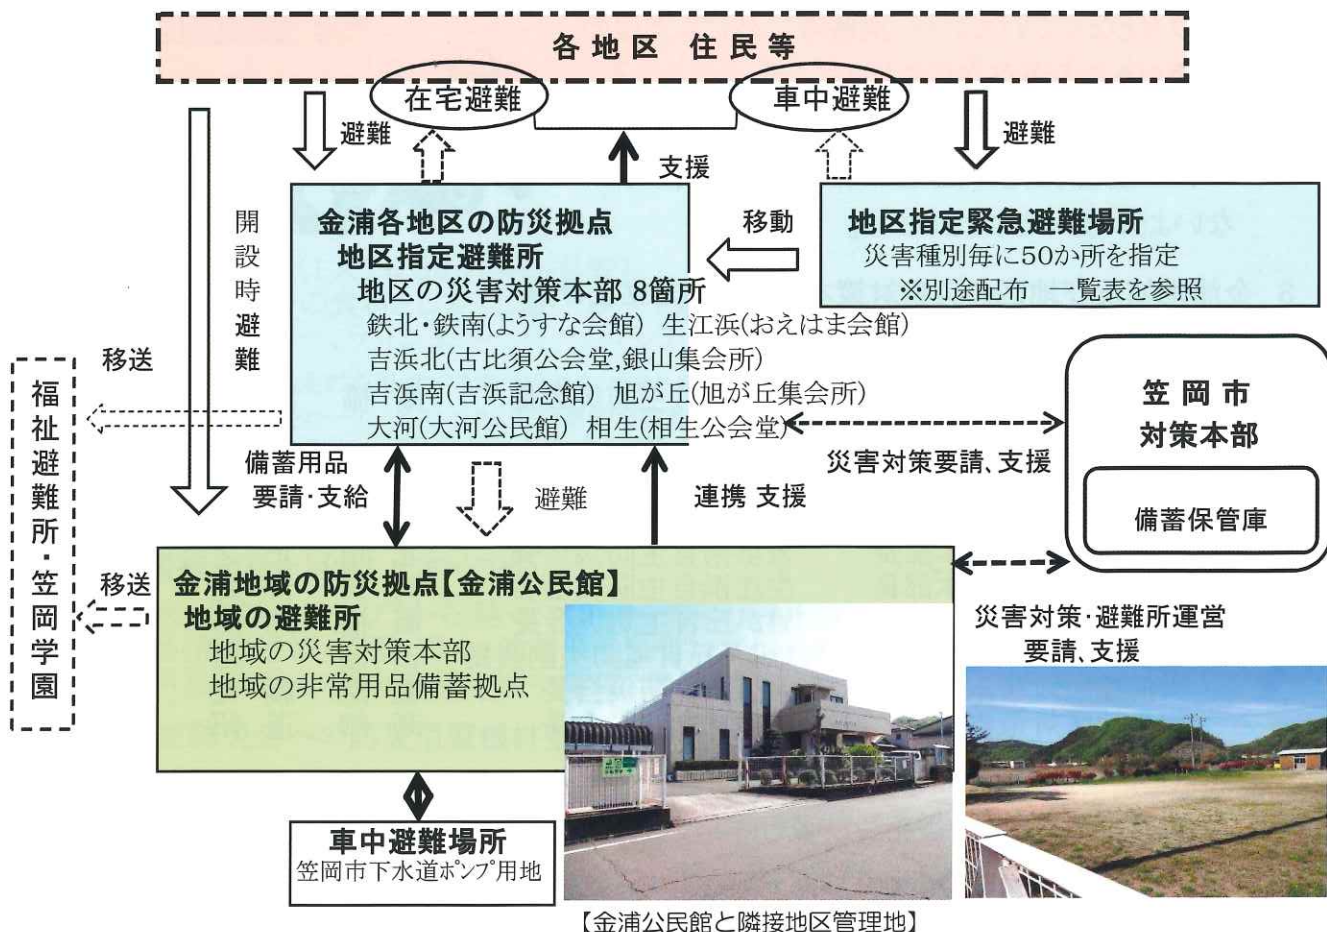 各地区 住民等
在宅避難
車中避難
避難
支援
避難
開設時避難
金浦各地区の防災拠点
地区指定避難所
地区の災害対策本部 8箇所
鉄北・鉄南(ようすな会館) 生江浜(おえはま会館)
吉浜北(古比須公会堂,銀山集会所)
吉浜南(吉浜記念館) 旭が丘(旭が丘集会所)
大河(大河公民館) 相生(相生公会堂)
移動
地区指定緊急避難場所
災害種別毎に50か所を指定
※別途配布 一覧表を参照
移送
福祉避難所・笠岡学園
笠岡市
対策本部
備蓄保管庫
災害対策要請、支援
備蓄用品
要請・支給
避難
連携 支援
移送
金浦地域の防災拠点【金浦公民館】
地域の避難所
地域の災害対策本部
地域の非常用品備蓄拠点
災害対策・避難所運営
要請、支援
車中避難場所
笠岡市下水道ポンプ用地
【金浦公民館と隣接地区管理地】